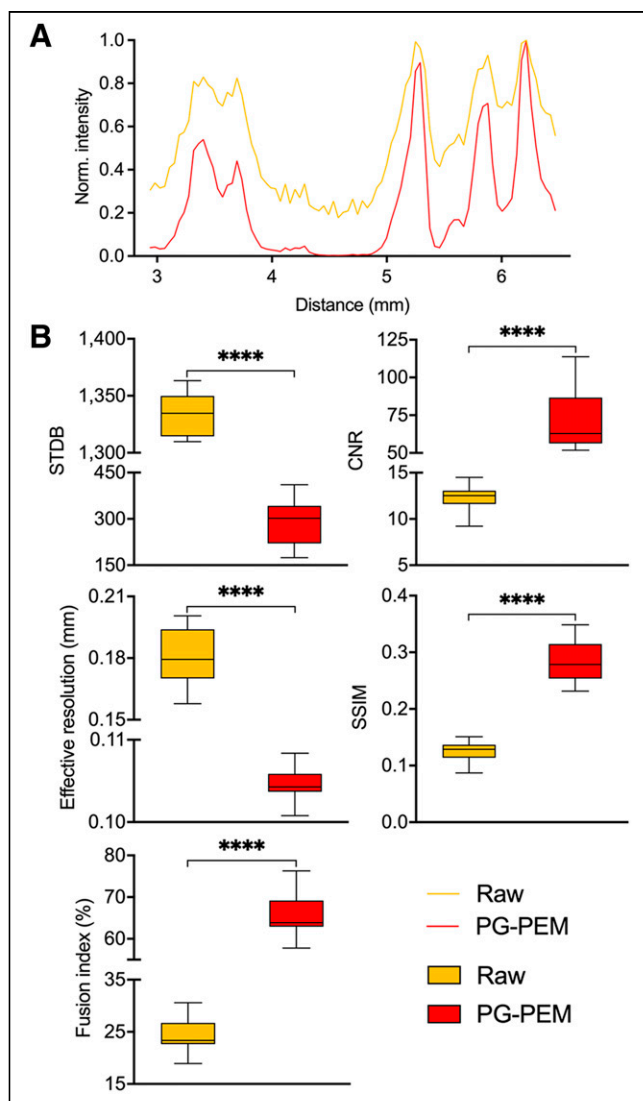 A
1.0
0.8
0.6
0.4
0.2
0.0
Norm. intensity
3 4 5 6
Distance (mm)
B
1,400
1,350
1,300
450
300
150
STDB
****
125
100
75
50
15
10
5
CNR
****
0.21
0.18
0.15
0.11
0.10
Effective resolution (mm)
****
0.4
0.3
0.2
0.1
0.0
SSIM
****
80
70
60
35
25
15
Fusion index (%)
****
Raw
PG-PEM
Raw
PG-PEM